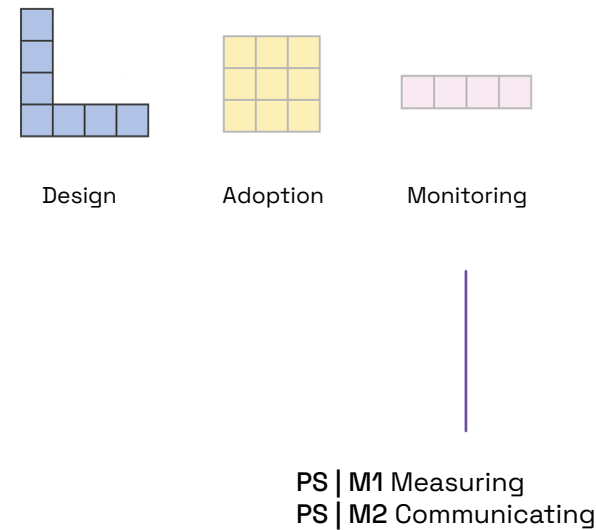 Design
Adoption
Monitoring
PS | M1 Measuring
PS | M2 Communicating